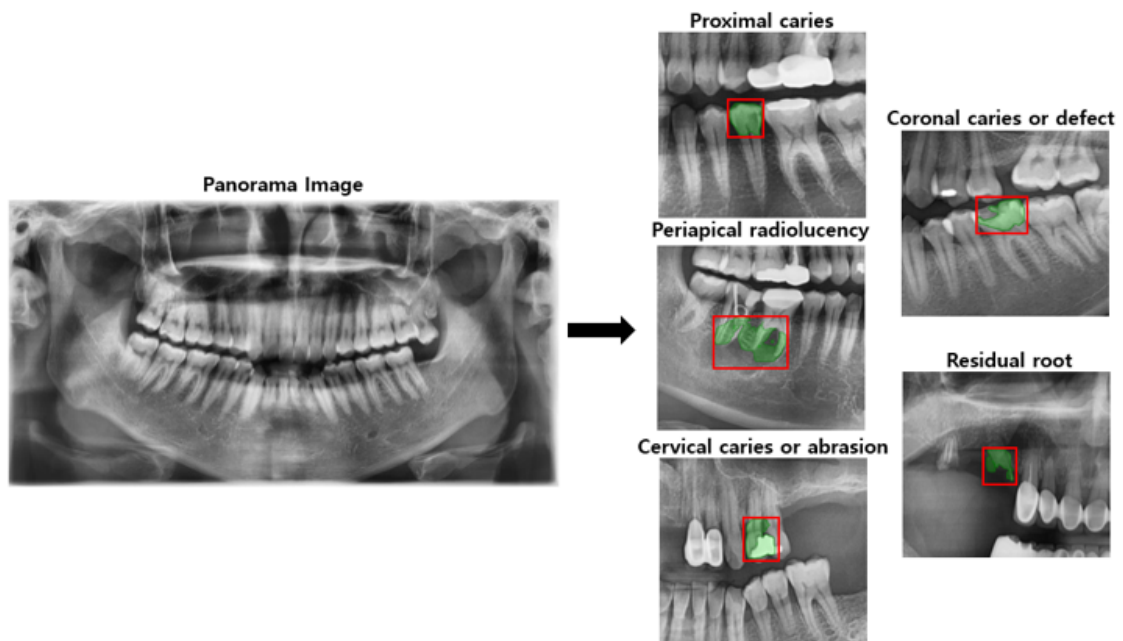 Panorama Image
Proximal caries
Coronal caries or defect
Periapical radiolucency
Residual root
Cervical caries or abrasion